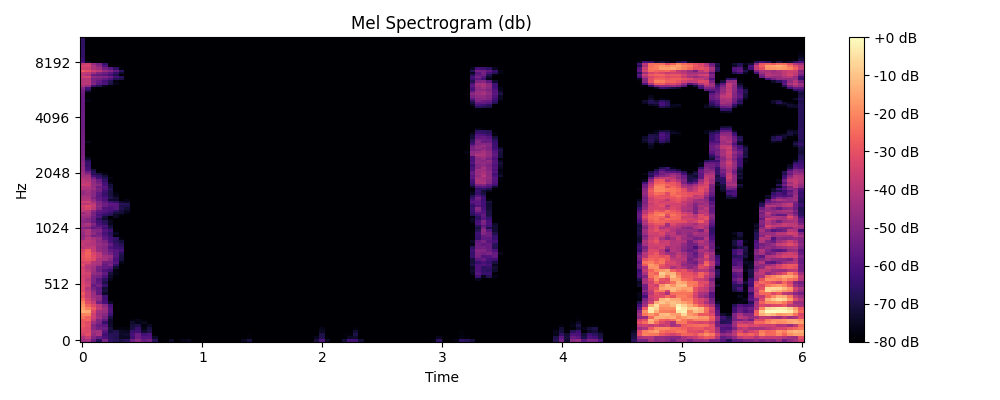 Mel Spectrogram (db)
8192
4096
2048
1024
512
0
Hz
0 1 2 3 4 5 6
Time
+0 dB
-10 dB
-20 dB
-30 dB
-40 dB
-50 dB
-60 dB
-70 dB
-80 dB